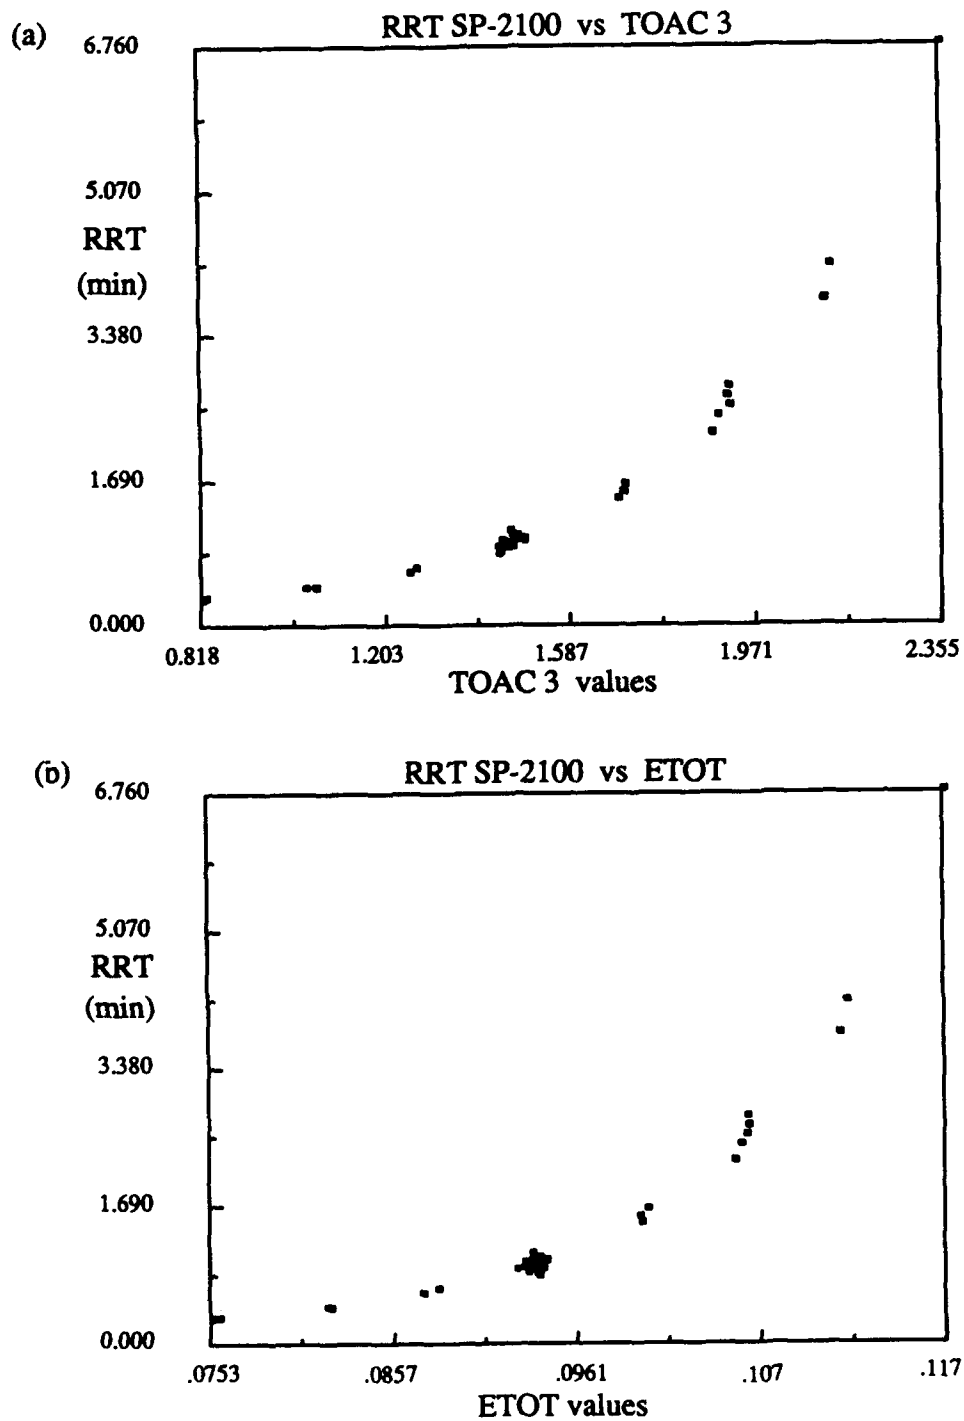 (a)
RRT SP-2100 vs TOAC 3
6.760
5.070
RRT
(min)
3.380
1.690
0.000
0.818 1.203 1.587 1.971 2.355
TOAC 3 values
(b)
RRT SP-2100 vs ETOT
6.760
5.070
RRT
(min)
3.380
1.690
0.000
.0753 .0857 .0961 .107 .117
ETOT values